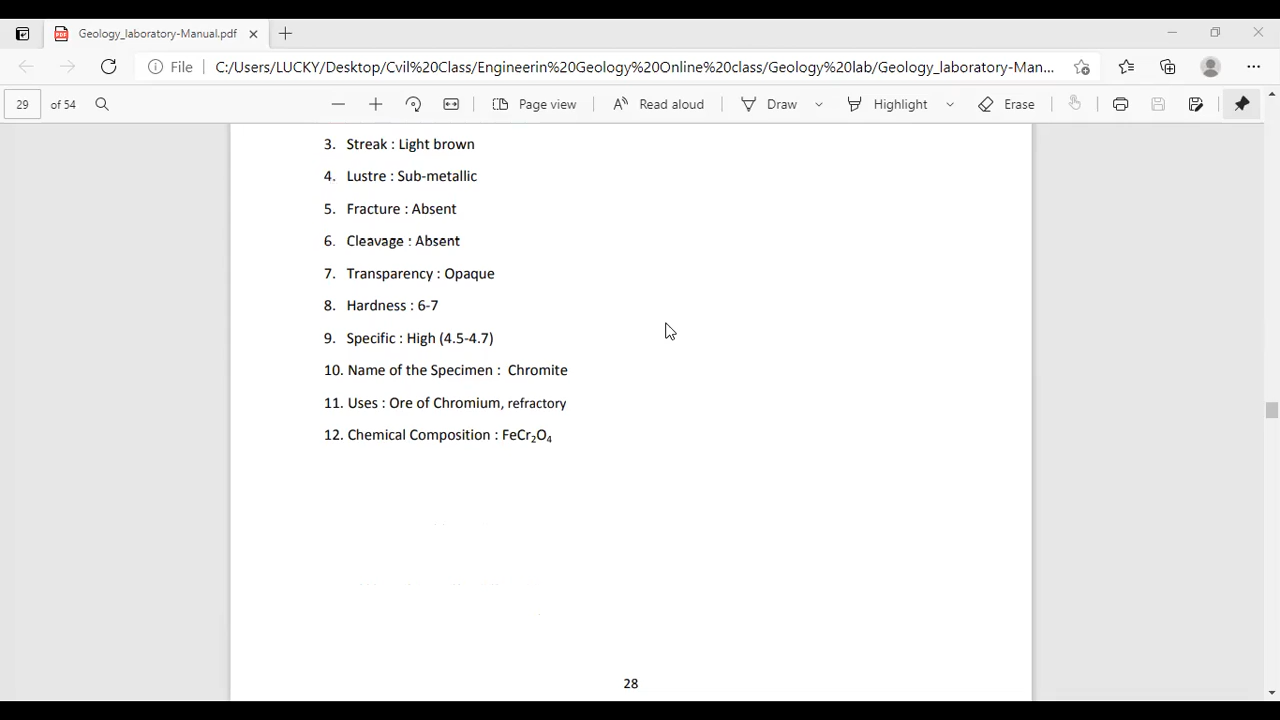 Geology_laboratory-Manual.pdf
File C:/Users/LUCKY/Desktop/Cvil%20Class/Engineerin%20Geology%20Online%20class/Geology%20lab/Geology_laboratory-Man...
29 of 54 Page view Read aloud Draw Highlight Erase
3. Streak : Light brown
4. Lustre : Sub-metallic
5. Fracture : Absent
6. Cleavage : Absent
7. Transparency : Opaque
8. Hardness : 6-7
9. Specific : High (4.5-4.7)
10. Name of the Specimen : Chromite
11. Uses : Ore of Chromium, refractory
12. Chemical Composition : FeCr₂O₄
28